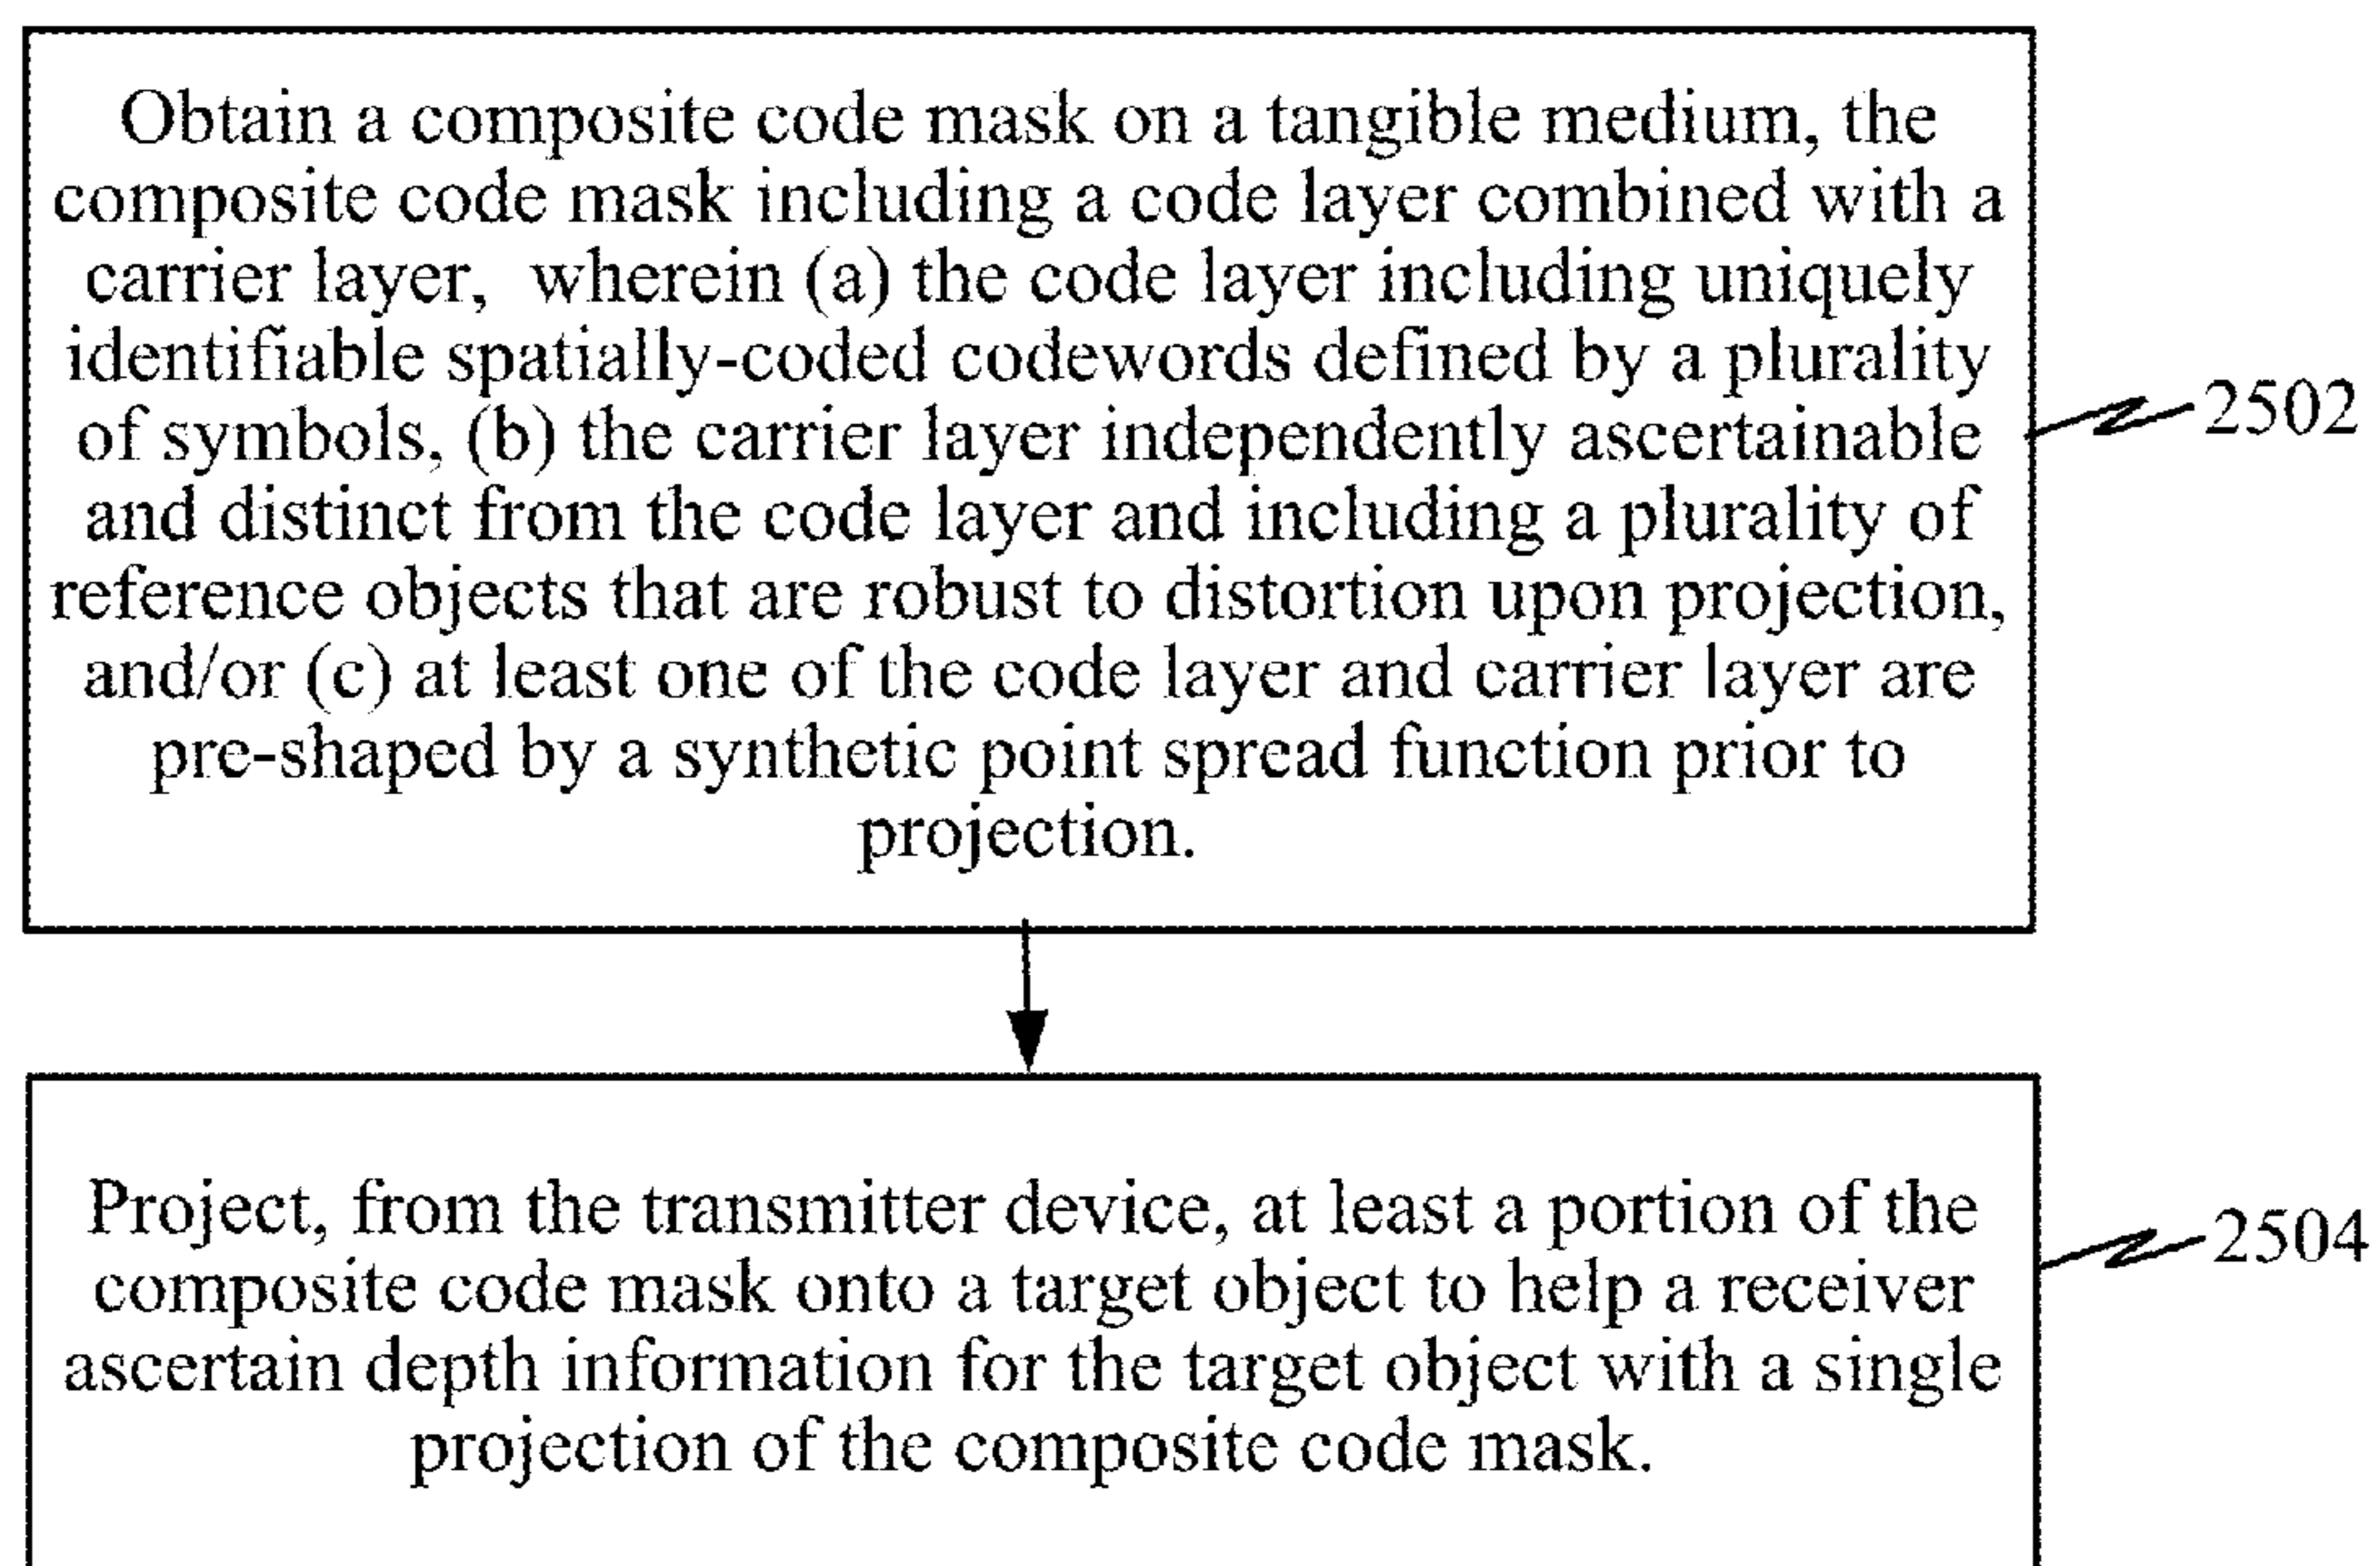 Obtain a composite code mask on a tangible medium, the
composite code mask including a code layer combined with a
carrier layer, wherein (a) the code layer including uniquely
identifiable spatially-coded codewords defined by a plurality
of symbols, (b) the carrier layer independently ascertainable
and distinct from the code layer and including a plurality of
reference objects that are robust to distortion upon projection,
and/or (c) at least one of the code layer and carrier layer are
pre-shaped by a synthetic point spread function prior to
projection.
2502
Project, from the transmitter device, at least a portion of the
composite code mask onto a target object to help a receiver
ascertain depth information for the target object with a single
projection of the composite code mask.
2504